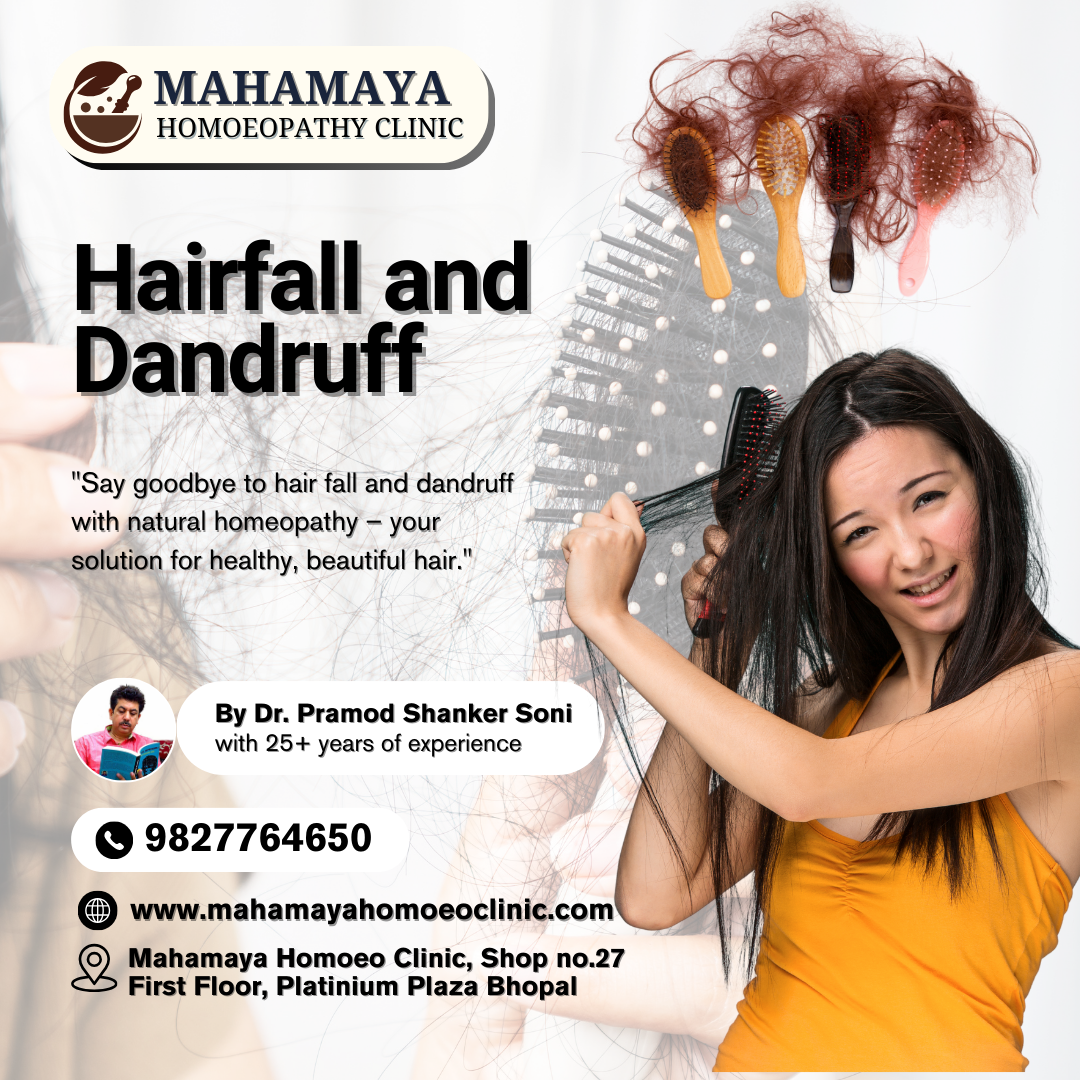 MAHAMAYA
HOMOEOPATHY CLINIC
Hairfall and
Dandruff
"Say goodbye to hair fall and dandruff
with natural homeopathy – your
solution for healthy, beautiful hair."
By Dr. Pramod Shanker Soni
with 25+ years of experience
9827764650
www.mahamayahomoeoclinic.com
Mahamaya Homoeo Clinic, Shop no.27
First Floor, Platinium Plaza Bhopal